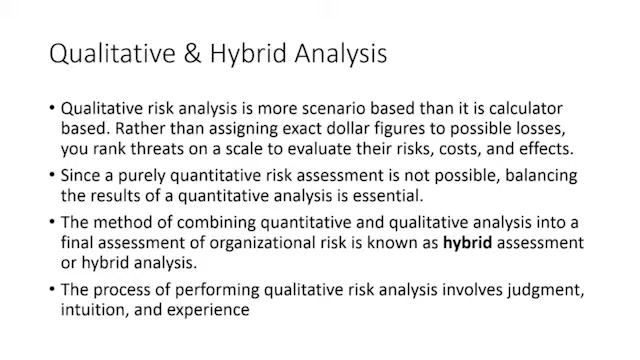 Qualitative & Hybrid Analysis
• Qualitative risk analysis is more scenario based than it is calculator
based. Rather than assigning exact dollar figures to possible losses,
you rank threats on a scale to evaluate their risks, costs, and effects.
• Since a purely quantitative risk assessment is not possible, balancing
the results of a quantitative analysis is essential.
• The method of combining quantitative and qualitative analysis into a
final assessment of organizational risk is known as hybrid assessment
or hybrid analysis.
• The process of performing qualitative risk analysis involves judgment,
intuition, and experience